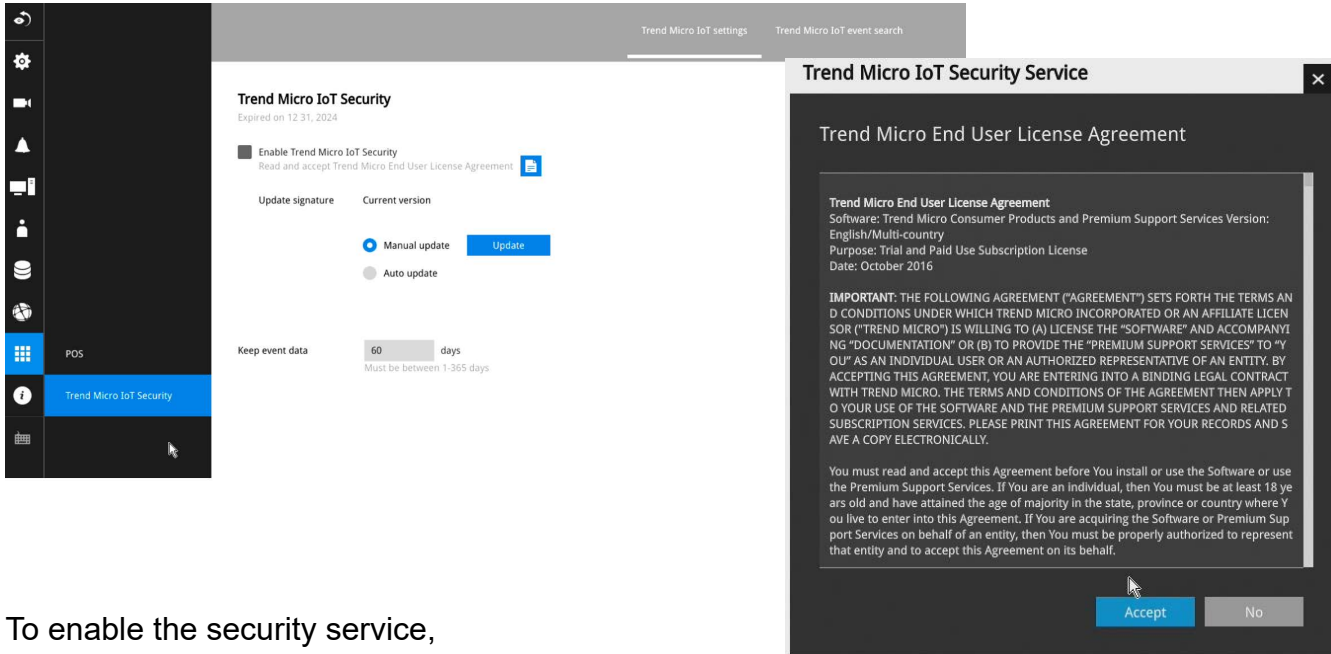 Trend Micro IoT settings
Trend Micro IoT event search
Trend Micro IoT Security
Expired on 12 31, 2024
Enable Trend Micro IoT Security
Read and accept Trend Micro End User License Agreement
Update signature
Current version
Manual update
Update
Auto update
Keep event data
60
days
Must be between 1-365 days
POS
Trend Micro IoT Security
Trend Micro IoT Security Service
Trend Micro End User License Agreement
Trend Micro End User License Agreement
Software: Trend Micro Consumer Products and Premium Support Services Version:
English/Multi-country
Purpose: Trial and Paid Use Subscription License
Date: October 2016
IMPORTANT: THE FOLLOWING AGREEMENT ("AGREEMENT") SETS FORTH THE TERMS AN
D CONDITIONS UNDER WHICH TREND MICRO INCORPORATED OR AN AFFILIATE LICEN
SOR ("TREND MICRO") IS WILLING TO (A) LICENSE THE “SOFTWARE” AND ACCOMPANYI
NG “DOCUMENTATION” OR (B) TO PROVIDE THE “PREMIUM SUPPORT SERVICES” TO “Y
OU” AS AN INDIVIDUAL USER OR AN AUTHORIZED REPRESENTATIVE OF AN ENTITY. BY
ACCEPTING THIS AGREEMENT, YOU ARE ENTERING INTO A BINDING LEGAL CONTRACT
WITH TREND MICRO. THE TERMS AND CONDITIONS OF THE AGREEMENT THEN APPLY T
O YOUR USE OF THE SOFTWARE AND THE PREMIUM SUPPORT SERVICES AND RELATED
SUBSCRIPTION SERVICES. PLEASE PRINT THIS AGREEMENT FOR YOUR RECORDS AND S
AVE A COPY ELECTRONICALLY.
You must read and accept this Agreement before You install or use the Software or use
the Premium Support Services. If You are an individual, then You must be at least 18 ye
ars old and have attained the age of majority in the state, province or country where Y
ou live to enter into this Agreement. If You are acquiring the Software or Premium Sup
port Services on behalf of an entity, then You must be properly authorized to represent
that entity and to accept this Agreement on its behalf.
Accept
No
To enable the security service,